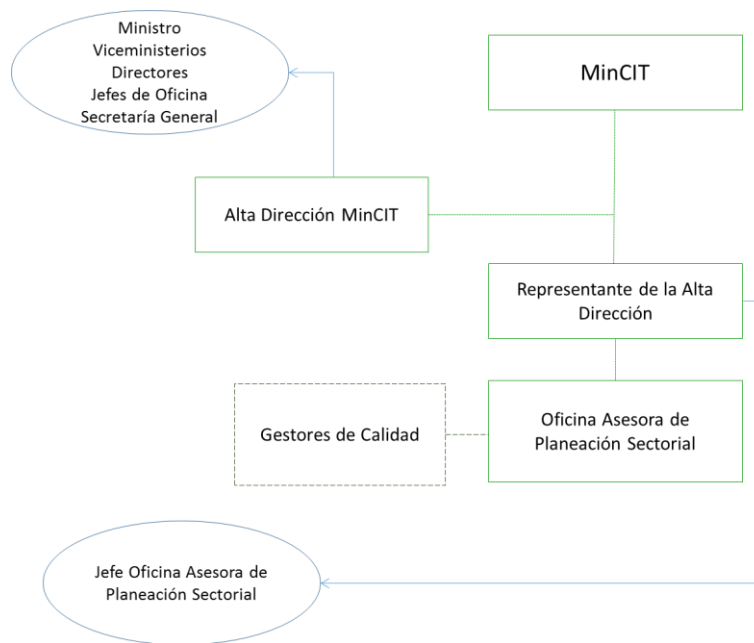 Ministro
Viceministerios
Directores
Jefes de Oficina
Secretaría General
MinCIT
Alta Dirección MinCIT
Representante de la Alta
Dirección
Gestores de Calidad
Oficina Asesora de
Planeación Sectorial
Jefe Oficina Asesora de
Planeación Sectorial